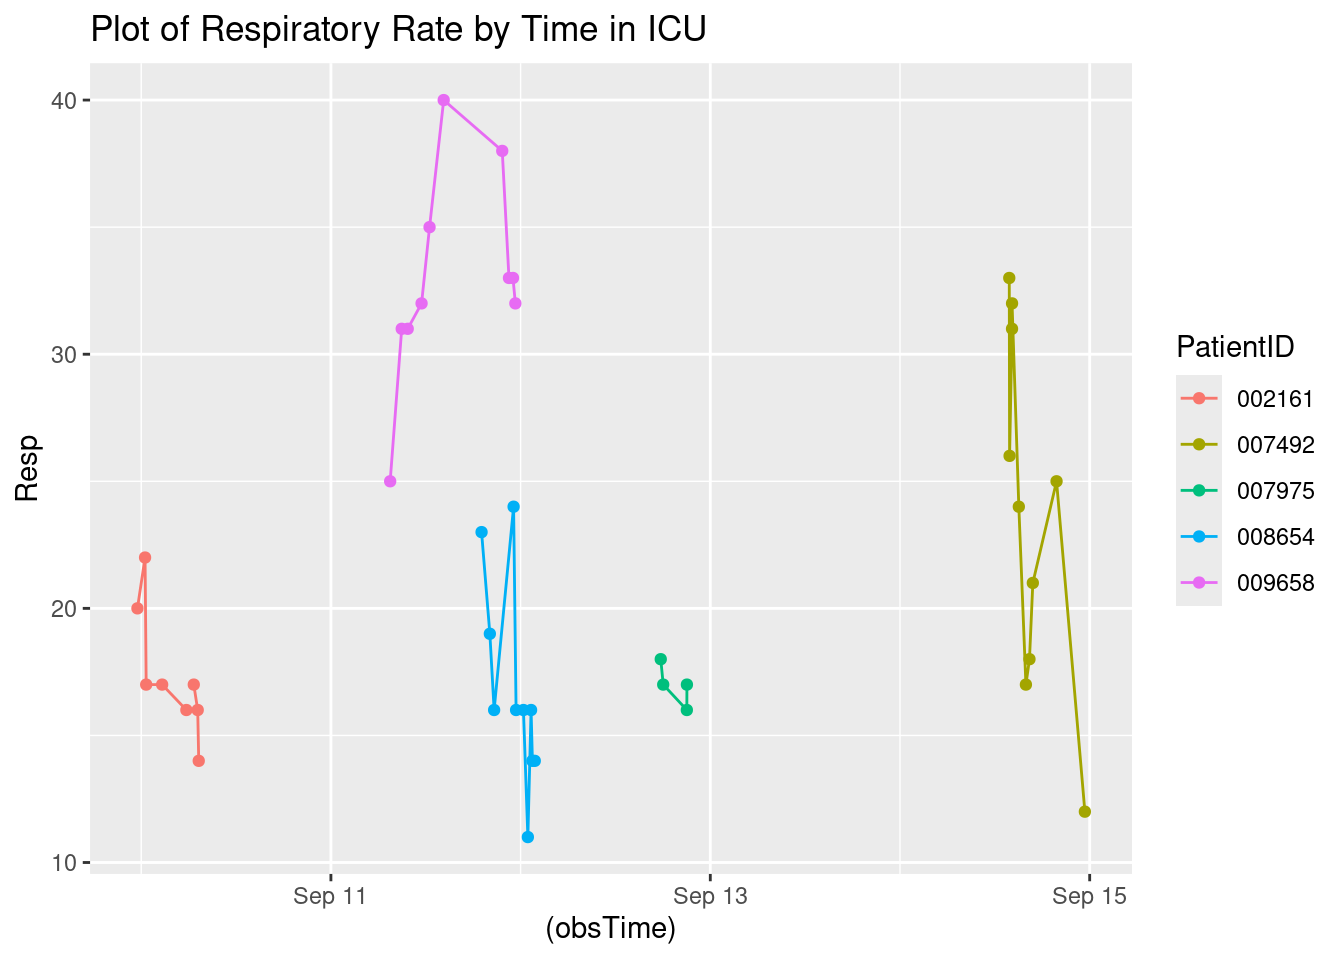 Plot of Respiratory Rate by Time in ICU
40
30
20
10
Resp
Sep 11
Sep 13
Sep 15
(obsTime)
PatientID
002161
007492
007975
008654
009658